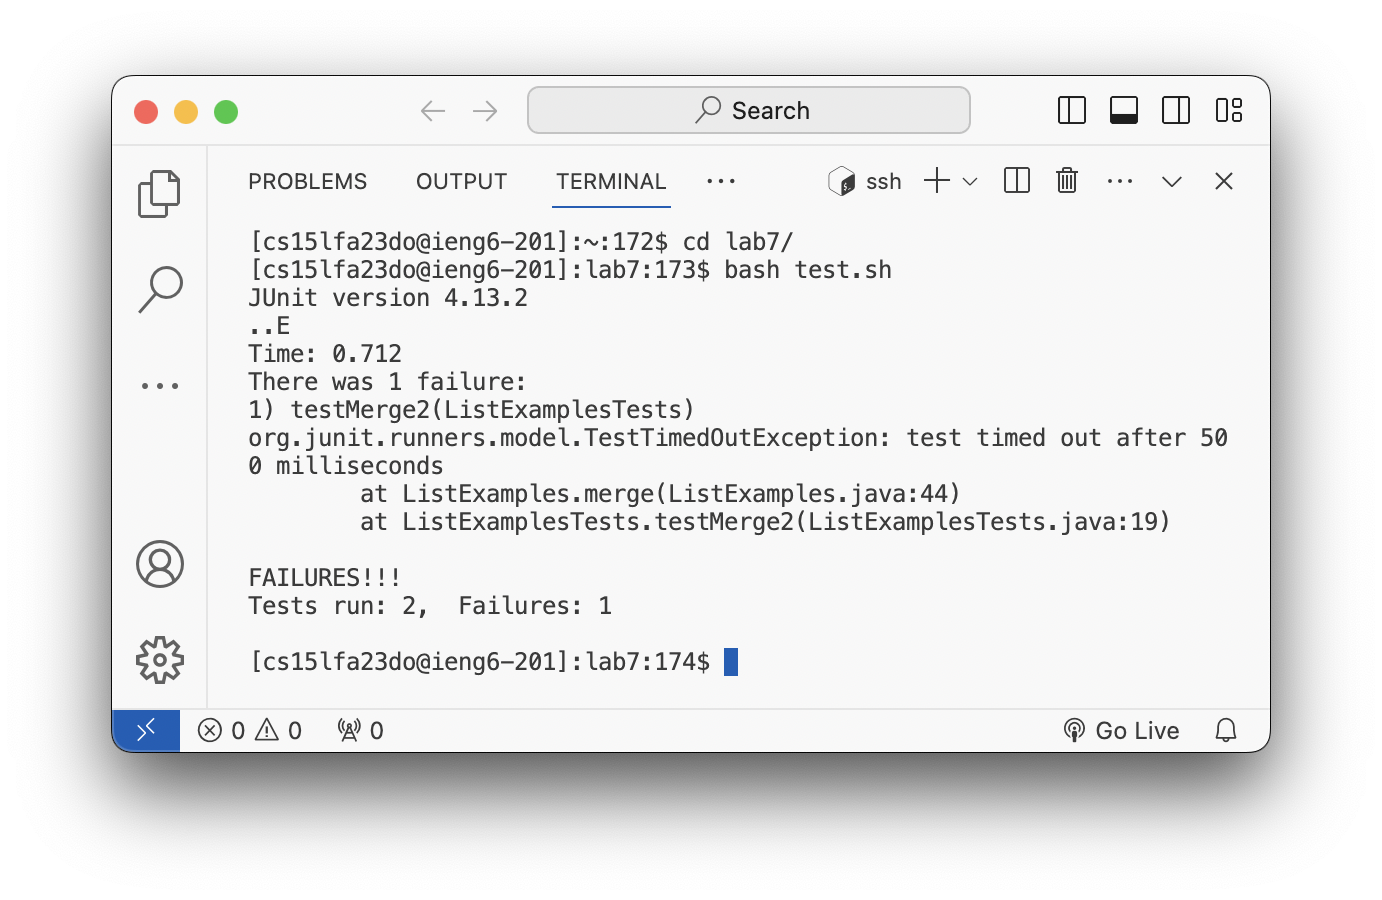 Search
PROBLEMS OUTPUT TERMINAL ··· ssh
[cs15lfa23do@ieng6-201]:~:172$ cd lab7/
[cs15lfa23do@ieng6-201]:lab7:173$ bash test.sh
JUnit version 4.13.2
..E
Time: 0.712
There was 1 failure:
1) testMerge2(ListExamplesTests)
org.junit.runners.model.TestTimedOutException: test timed out after 50
0 milliseconds
        at ListExamples.merge(ListExamples.java:44)
        at ListExamplesTests.testMerge2(ListExamplesTests.java:19)
FAILURES!!!
Tests run: 2,  Failures: 1
[cs15lfa23do@ieng6-201]:lab7:174$
0 0 0 Go Live